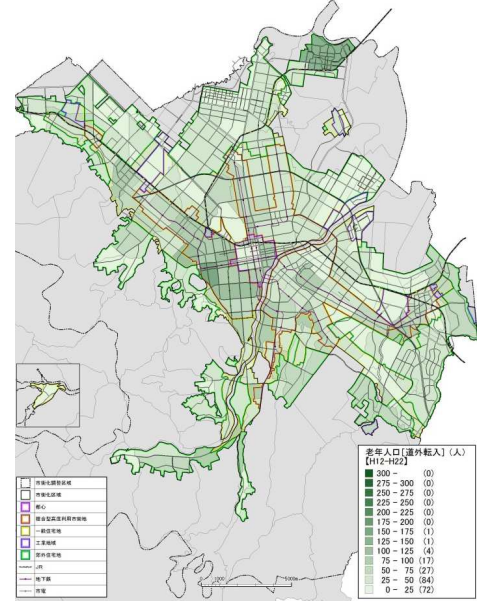 老年人口[道外転入](人)
【H12-H22】
300 - (0)
275 - 300 (0)
250 - 275 (0)
225 - 250 (0)
200 - 225 (0)
175 - 200 (0)
150 - 175 (1)
125 - 150 (1)
100 - 125 (4)
75 - 100 (17)
50 - 75 (27)
25 - 50 (84)
0 - 25 (72)
市街化調整区域
市街化区域
都心
複合型高度利用市街地
一般住宅地
工業地域
郊外住宅地
JR
地下鉄
市電